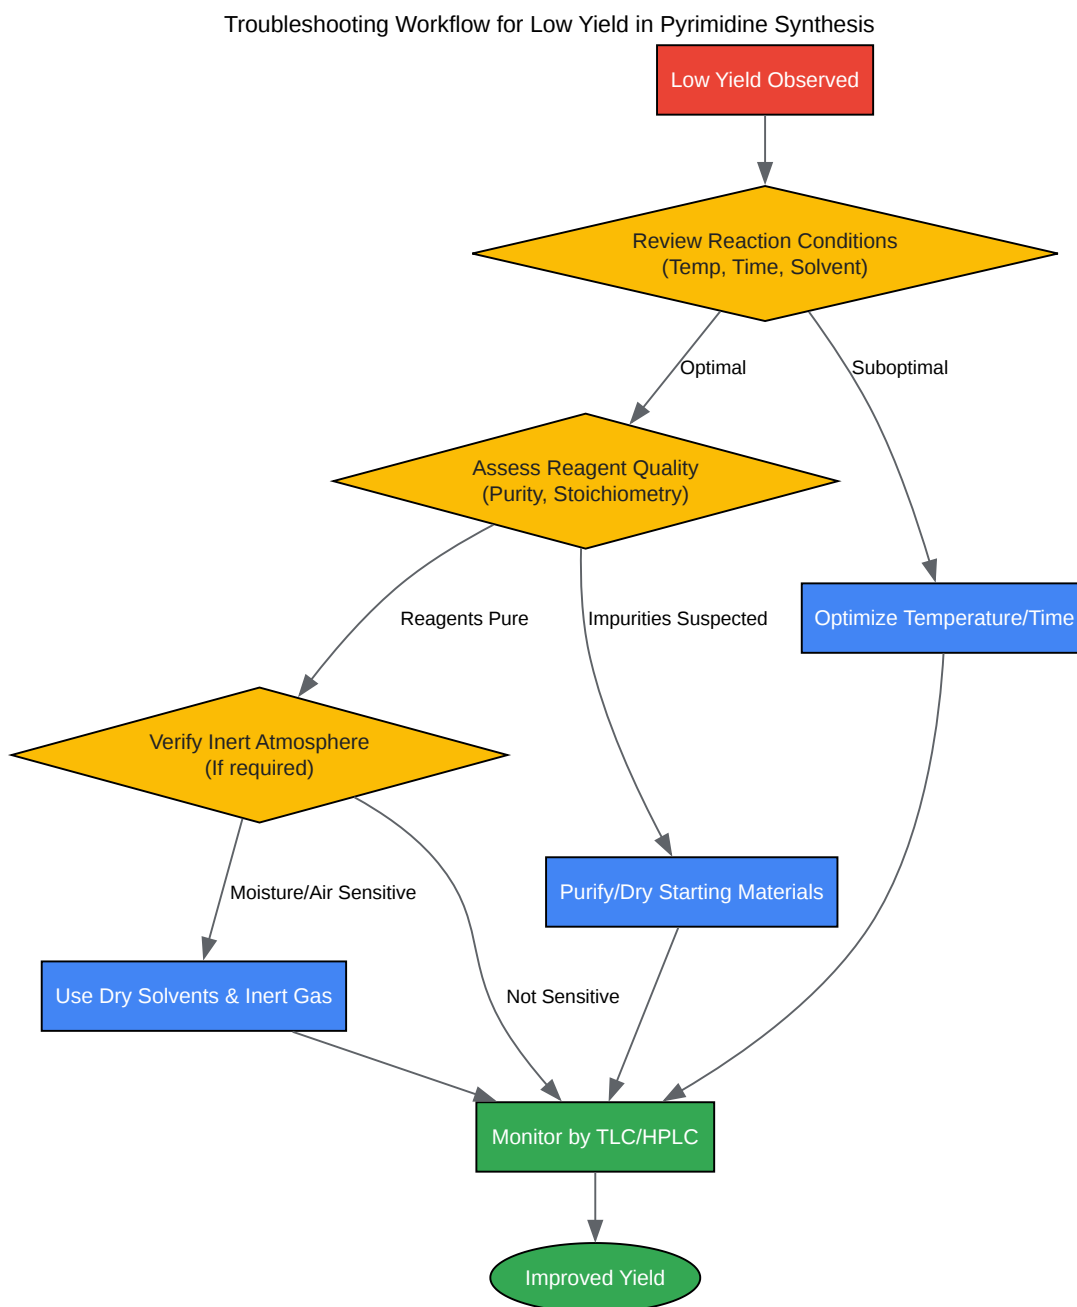 Troubleshooting Workflow for Low Yield in Pyrimidine Synthesis
Low Yield Observed
Review Reaction Conditions
(Temp, Time, Solvent)
Optimal
Suboptimal
Assess Reagent Quality
(Purity, Stoichiometry)
Reagents Pure
Impurities Suspected
Optimize Temperature/Time
Verify Inert Atmosphere
(If required)
Moisture/Air Sensitive
Purify/Dry Starting Materials
Use Dry Solvents & Inert Gas
Not Sensitive
Monitor by TLC/HPLC
Improved Yield